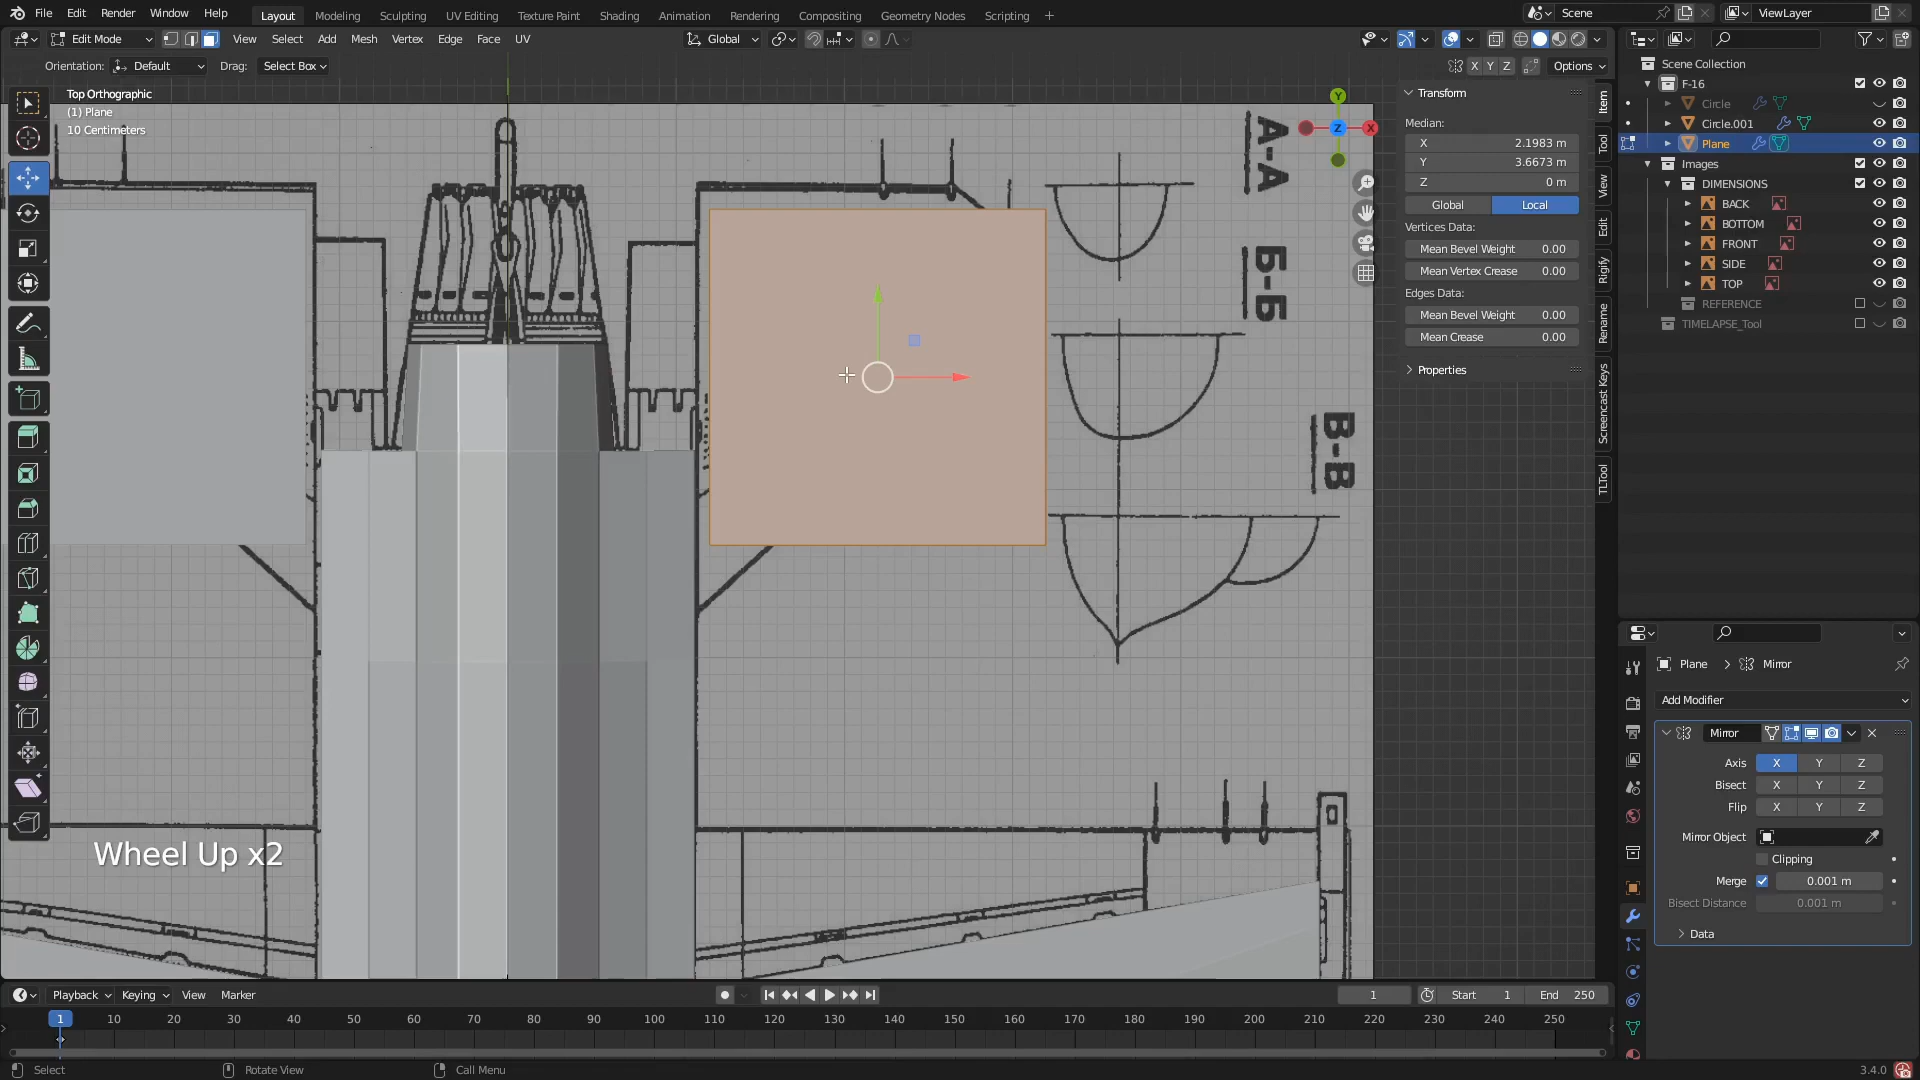 File Edit Render Window Help Layout Modeling Sculpting UV Editing Texture Paint Shading Animation Rendering Compositing Geometry Nodes Scripting + Scene ViewLayer
Edit Mode View Select Add Mesh Vertex Edge Face UV Global
Orientation: Default Drag: Select Box X Y Z Options
Top Orthographic
(1) Plane
10 Centimeters
А-А
Б-Б
В-В
Y
X
Z
Transform
Median:
X 2.1983 m
Y 3.6673 m
Z 0 m
Global Local
Vertices Data:
Mean Bevel Weight 0.00
Mean Vertex Crease 0.00
Edges Data:
Mean Bevel Weight 0.00
Mean Crease 0.00
Properties
Item
Tool
View
Edit
Rigify
Rename
Screencast Keys
TLTool
Scene Collection
F-16
Circle
Circle.001
Plane
Images
DIMENSIONS
BACK
BOTTOM
FRONT
SIDE
TOP
REFERENCE
TIMELAPSE_Tool
Plane > Mirror
Add Modifier
Mirror
Axis X Y Z
Bisect X Y Z
Flip X Y Z
Mirror Object
Clipping
Merge 0.001 m
Bisect Distance 0.001 m
Data
Wheel Up x2
Playback Keying View Marker 1 Start 1 End 250
1 10 20 30 40 50 60 70 80 90 100 110 120 130 140 150 160 170 180 190 200 210 220 230 240 250
Select Rotate View Call Menu 3.4.0